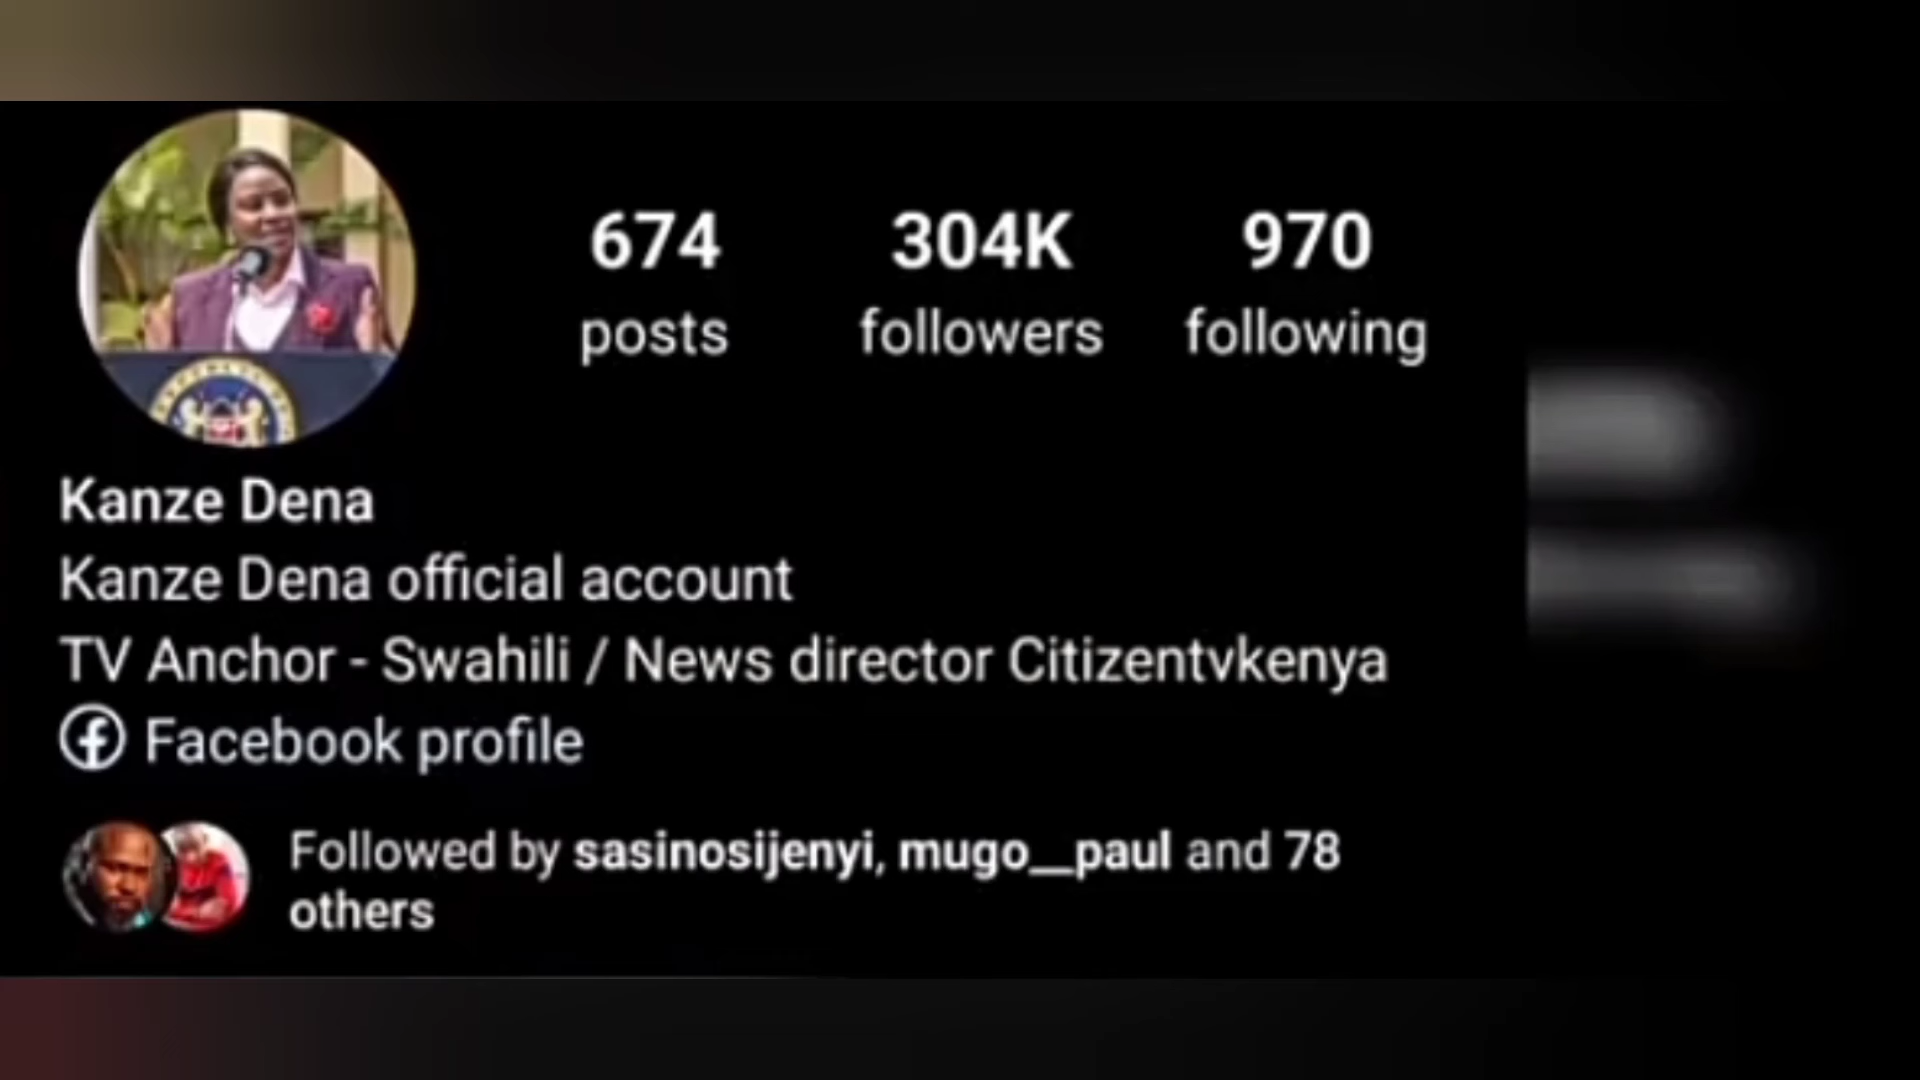 674 304K 970
posts followers following
Kanze Dena
Kanze Dena official account
TV Anchor - Swahili / News director Citizentvkenya
Facebook profile
Followed by sasinosijenyi, mugo__paul and 78
others